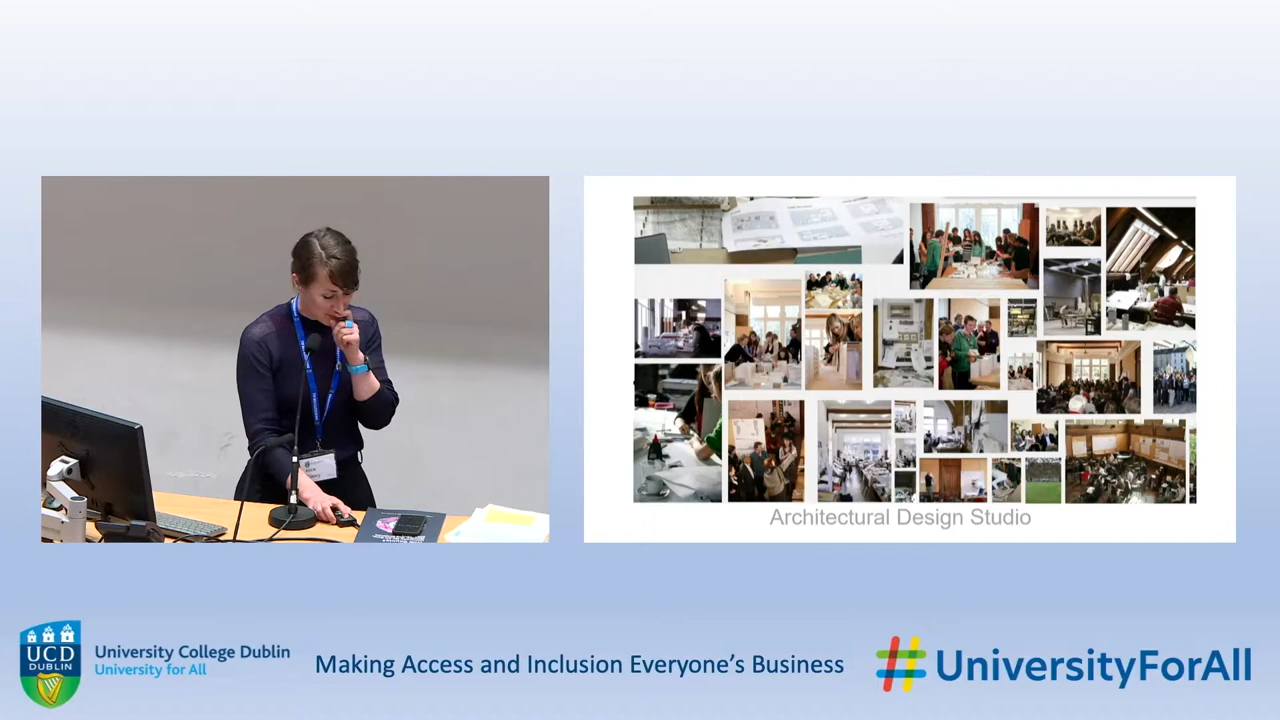 Architectural Design Studio
UCD
DUBLIN
University College Dublin
University for All
Making Access and Inclusion Everyone's Business
#UniversityForAll